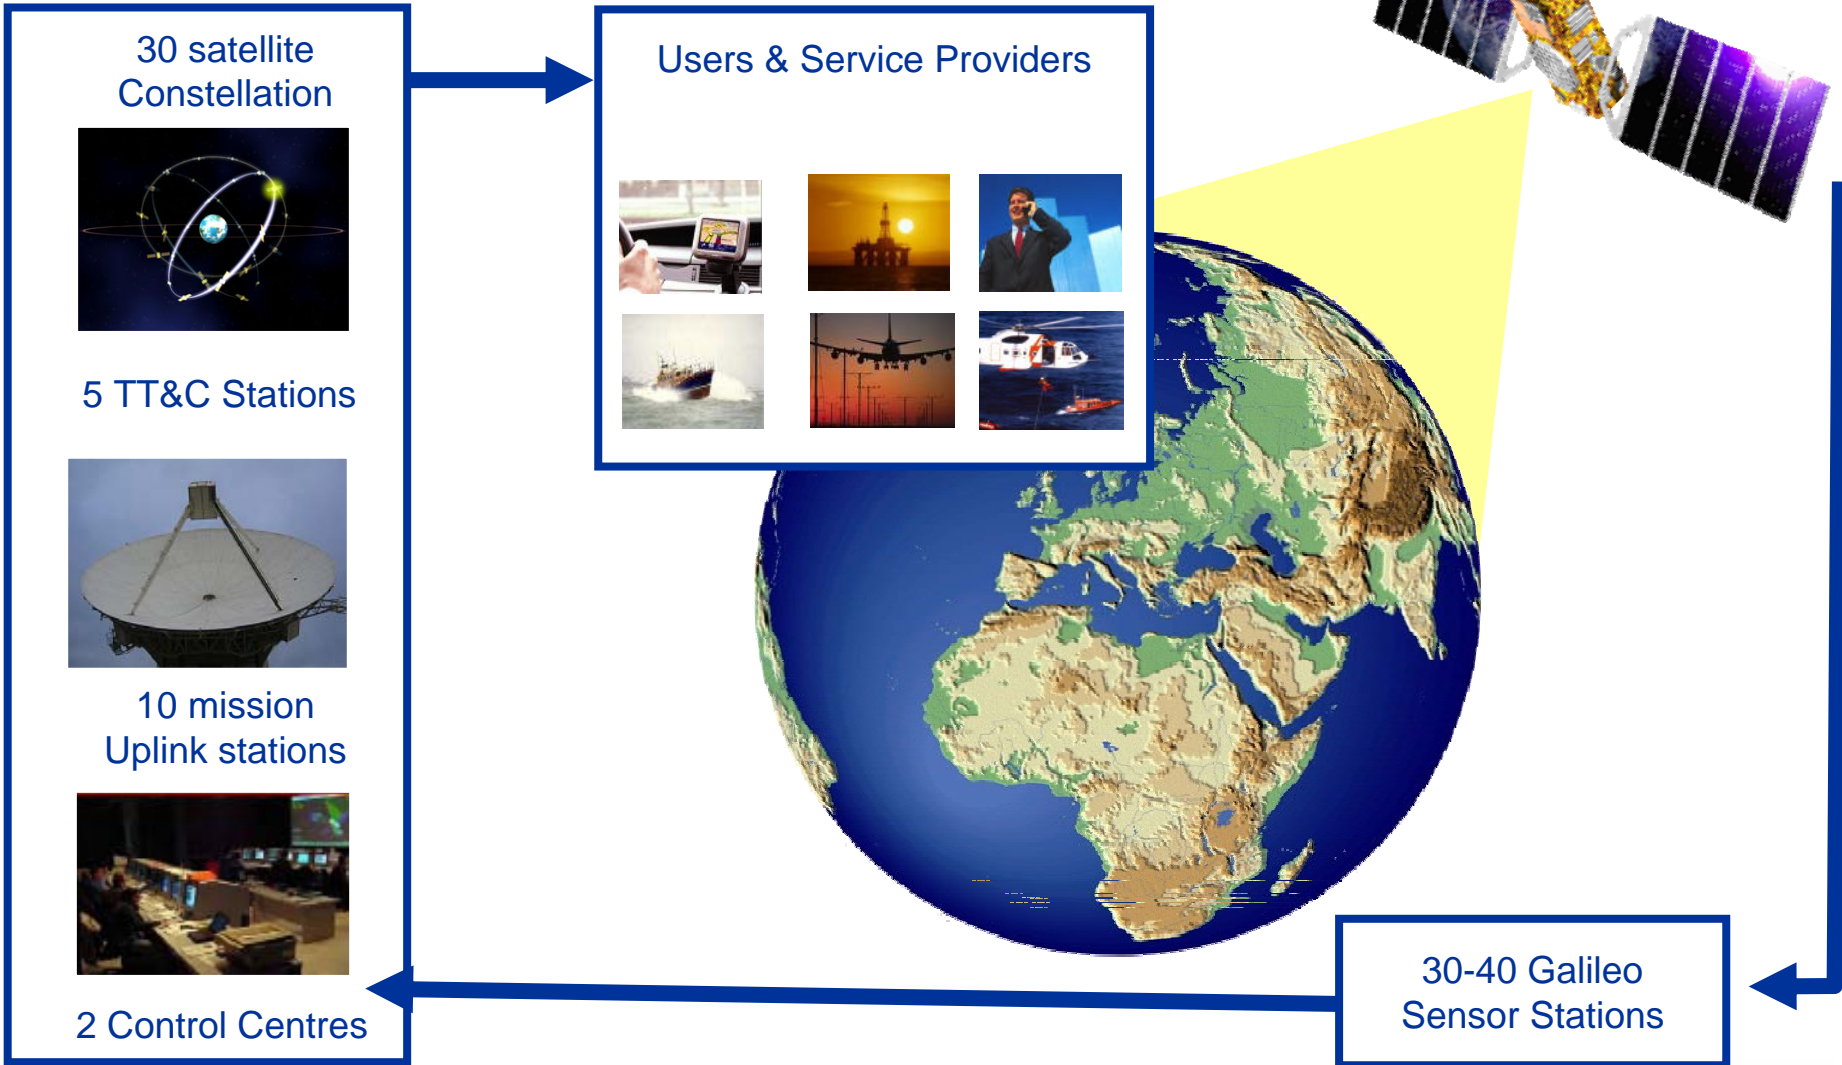 30 satellite
Constellation
5 TT&C Stations
10 mission
Uplink stations
2 Control Centres
Users & Service Providers
30-40 Galileo
Sensor Stations